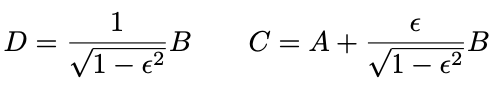 $D = \frac{1}{\sqrt{1-\epsilon^2}} B \qquad C = A + \frac{\epsilon}{\sqrt{1-\epsilon^2}} B$